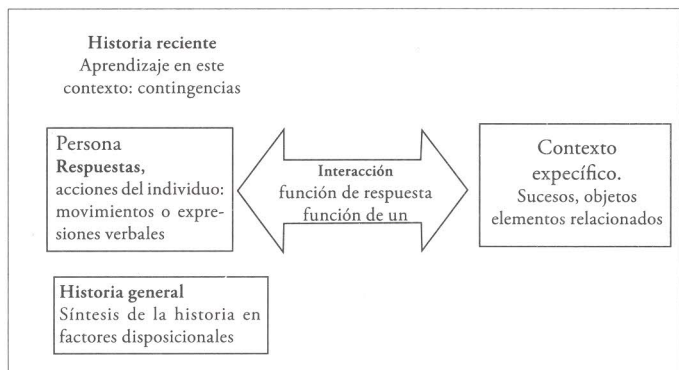 Historia reciente
Aprendizaje en este
contexto: contingencias
Persona
Respuestas,
acciones del individuo:
movimientos o expre-
siones verbales
Interacción
función de respuesta
función de un
Contexto
expecífico.
Sucesos, objetos
elementos relacionados
Historia general
Síntesis de la historia en
factores disposicionales